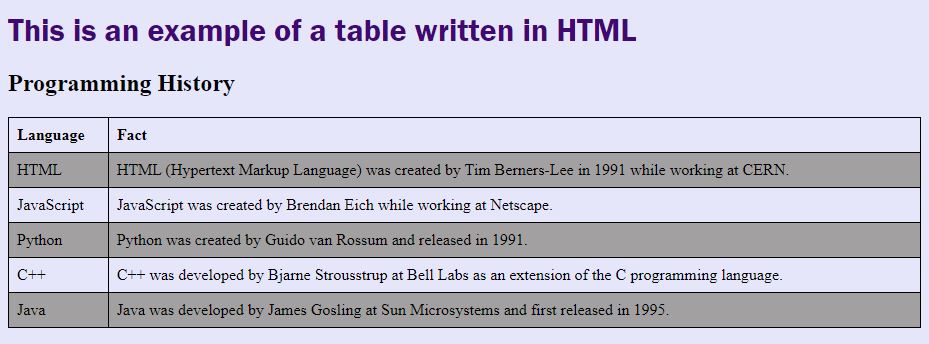 This is an example of a table written in HTML
Programming History
Language Fact
HTML HTML (Hypertext Markup Language) was created by Tim Berners-Lee in 1991 while working at CERN.
JavaScript JavaScript was created by Brendan Eich while working at Netscape.
Python Python was created by Guido van Rossum and released in 1991.
C++ C++ was developed by Bjarne Strousstrup at Bell Labs as an extension of the C programming language.
Java Java was developed by James Gosling at Sun Microsystems and first released in 1995.